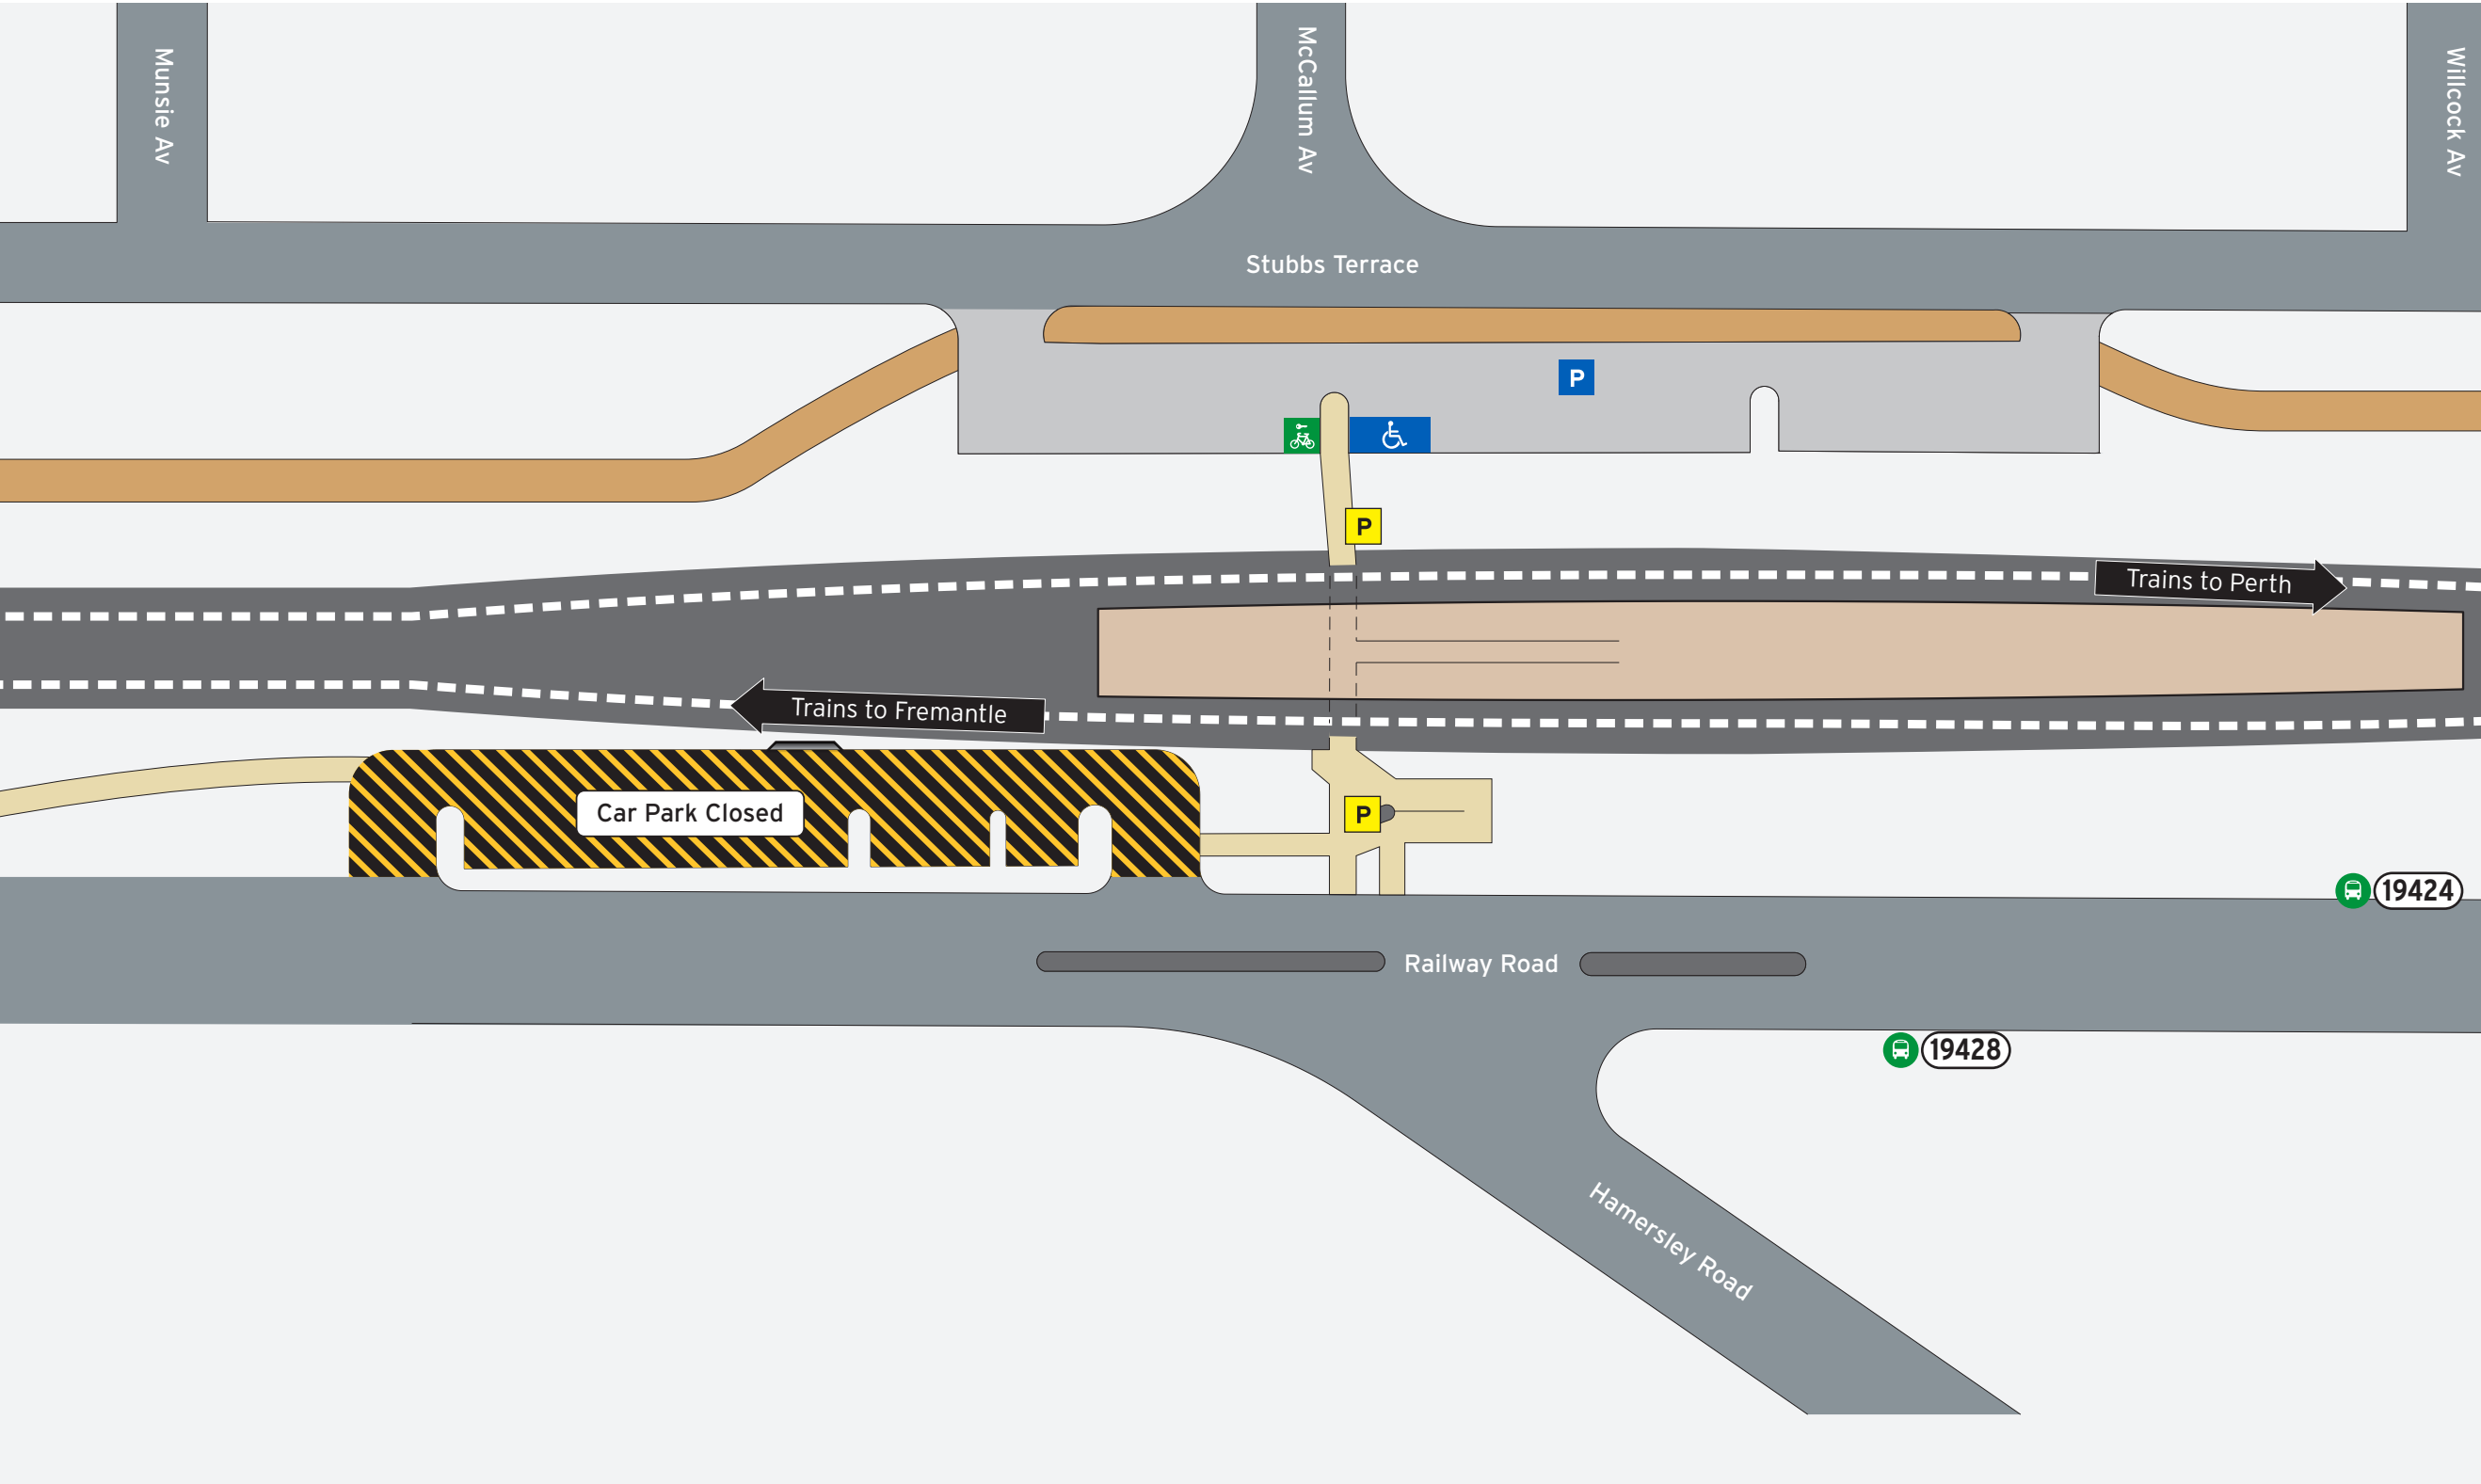 Munsie Av
McCallum Av
Willcock Av
Stubbs Terrace
P
P
Trains to Perth
Trains to Fremantle
Car Park Closed
P
19424
Railway Road
19428
Hamersley Road